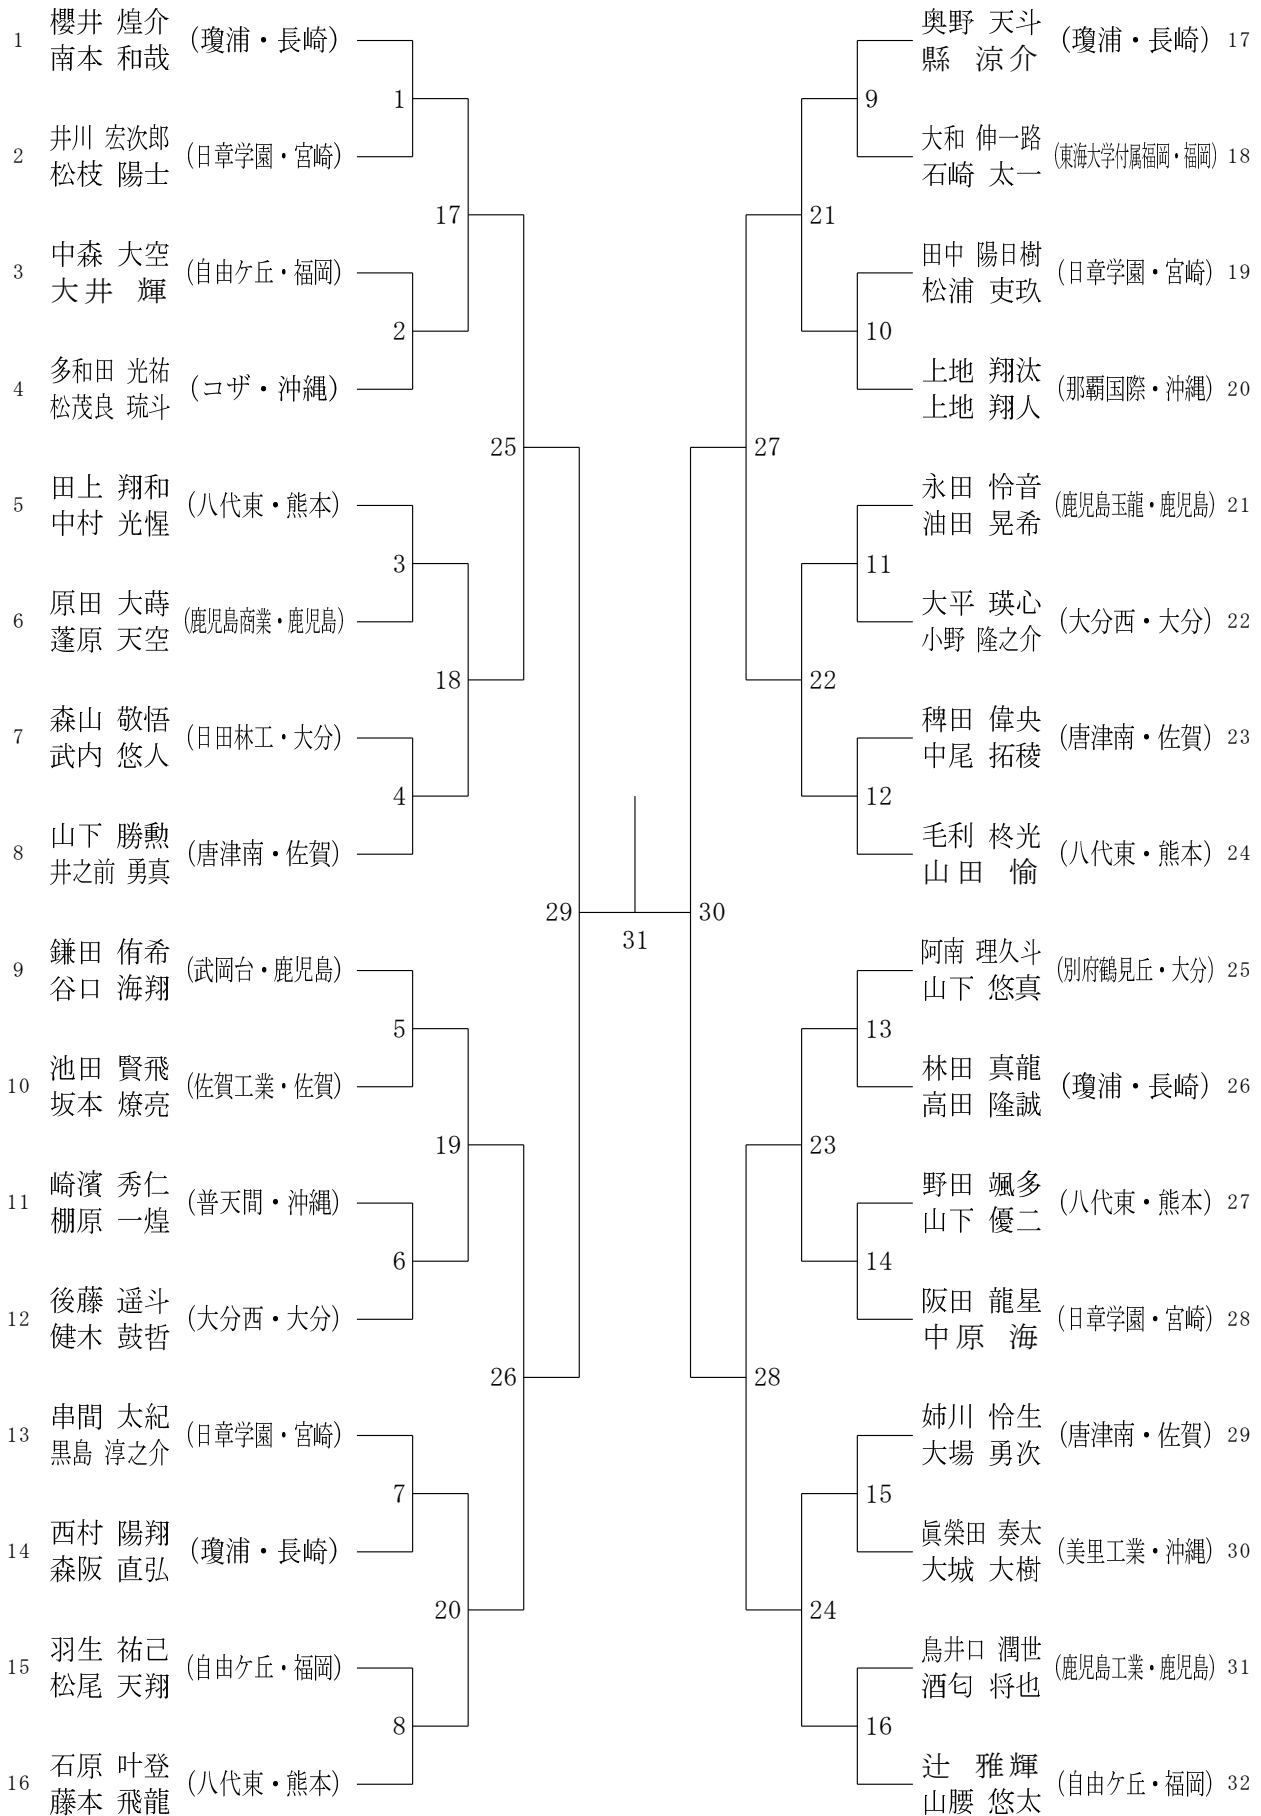 1 櫻井 煌介 (瓊浦・長崎)
南本 和哉
2 井川 宏次郎 (日章学園・宮崎)
松枝 陽士
3 中森 大空 (自由ケ丘・福岡)
大井 輝
4 多和田 光祐 (コザ・沖縄)
松茂良 琉斗
5 田上 翔和 (八代東・熊本)
中村 光惺
6 原田 大蒔 (鹿児島商業・鹿児島)
蓬原 天空
7 森山 敬悟 (日田林工・大分)
武内 悠人
8 山下 勝勲 (唐津南・佐賀)
井之前 勇真
9 鎌田 侑希 (武岡台・鹿児島)
谷口 海翔
10 池田 賢飛 (佐賀工業・佐賀)
坂本 燎亮
11 崎濱 秀仁 (普天間・沖縄)
棚原 一煌
12 後藤 遥斗 (大分西・大分)
健木 鼓哲
13 串間 太紀 (日章学園・宮崎)
黒島 淳之介
14 西村 陽翔 (瓊浦・長崎)
森阪 直弘
15 羽生 祐己 (自由ケ丘・福岡)
松尾 天翔
16 石原 叶登 (八代東・熊本)
藤本 飛龍
1
2
3
4
5
6
7
8
17
18
19
20
25
26
29
31
30
27
28
21
22
23
24
9
10
11
12
13
14
15
16
奥野 天斗 (瓊浦・長崎) 17
縣 涼介
大和 伸一路 (東海大学付属福岡・福岡) 18
石崎 太一
田中 陽日樹 (日章学園・宮崎) 19
松浦 吏玖
上地 翔汰 (那覇国際・沖縄) 20
上地 翔人
永田 怜音 (鹿児島玉龍・鹿児島) 21
油田 晃希
大平 瑛心 (大分西・大分) 22
小野 隆之介
稗田 偉央 (唐津南・佐賀) 23
中尾 拓稜
毛利 柊光 (八代東・熊本) 24
山田 愉
阿南 理久斗 (別府鶴見丘・大分) 25
山下 悠真
林田 真龍 (瓊浦・長崎) 26
高田 隆誠
野田 颯多 (八代東・熊本) 27
山下 優二
阪田 龍星 (日章学園・宮崎) 28
中原 海
姉川 怜生 (唐津南・佐賀) 29
大場 勇次
眞榮田 奏太 (美里工業・沖縄) 30
大城 大樹
鳥井口 潤世 (鹿児島工業・鹿児島) 31
酒匂 将也
辻 雅輝 (自由ケ丘・福岡) 32
山腰 悠太